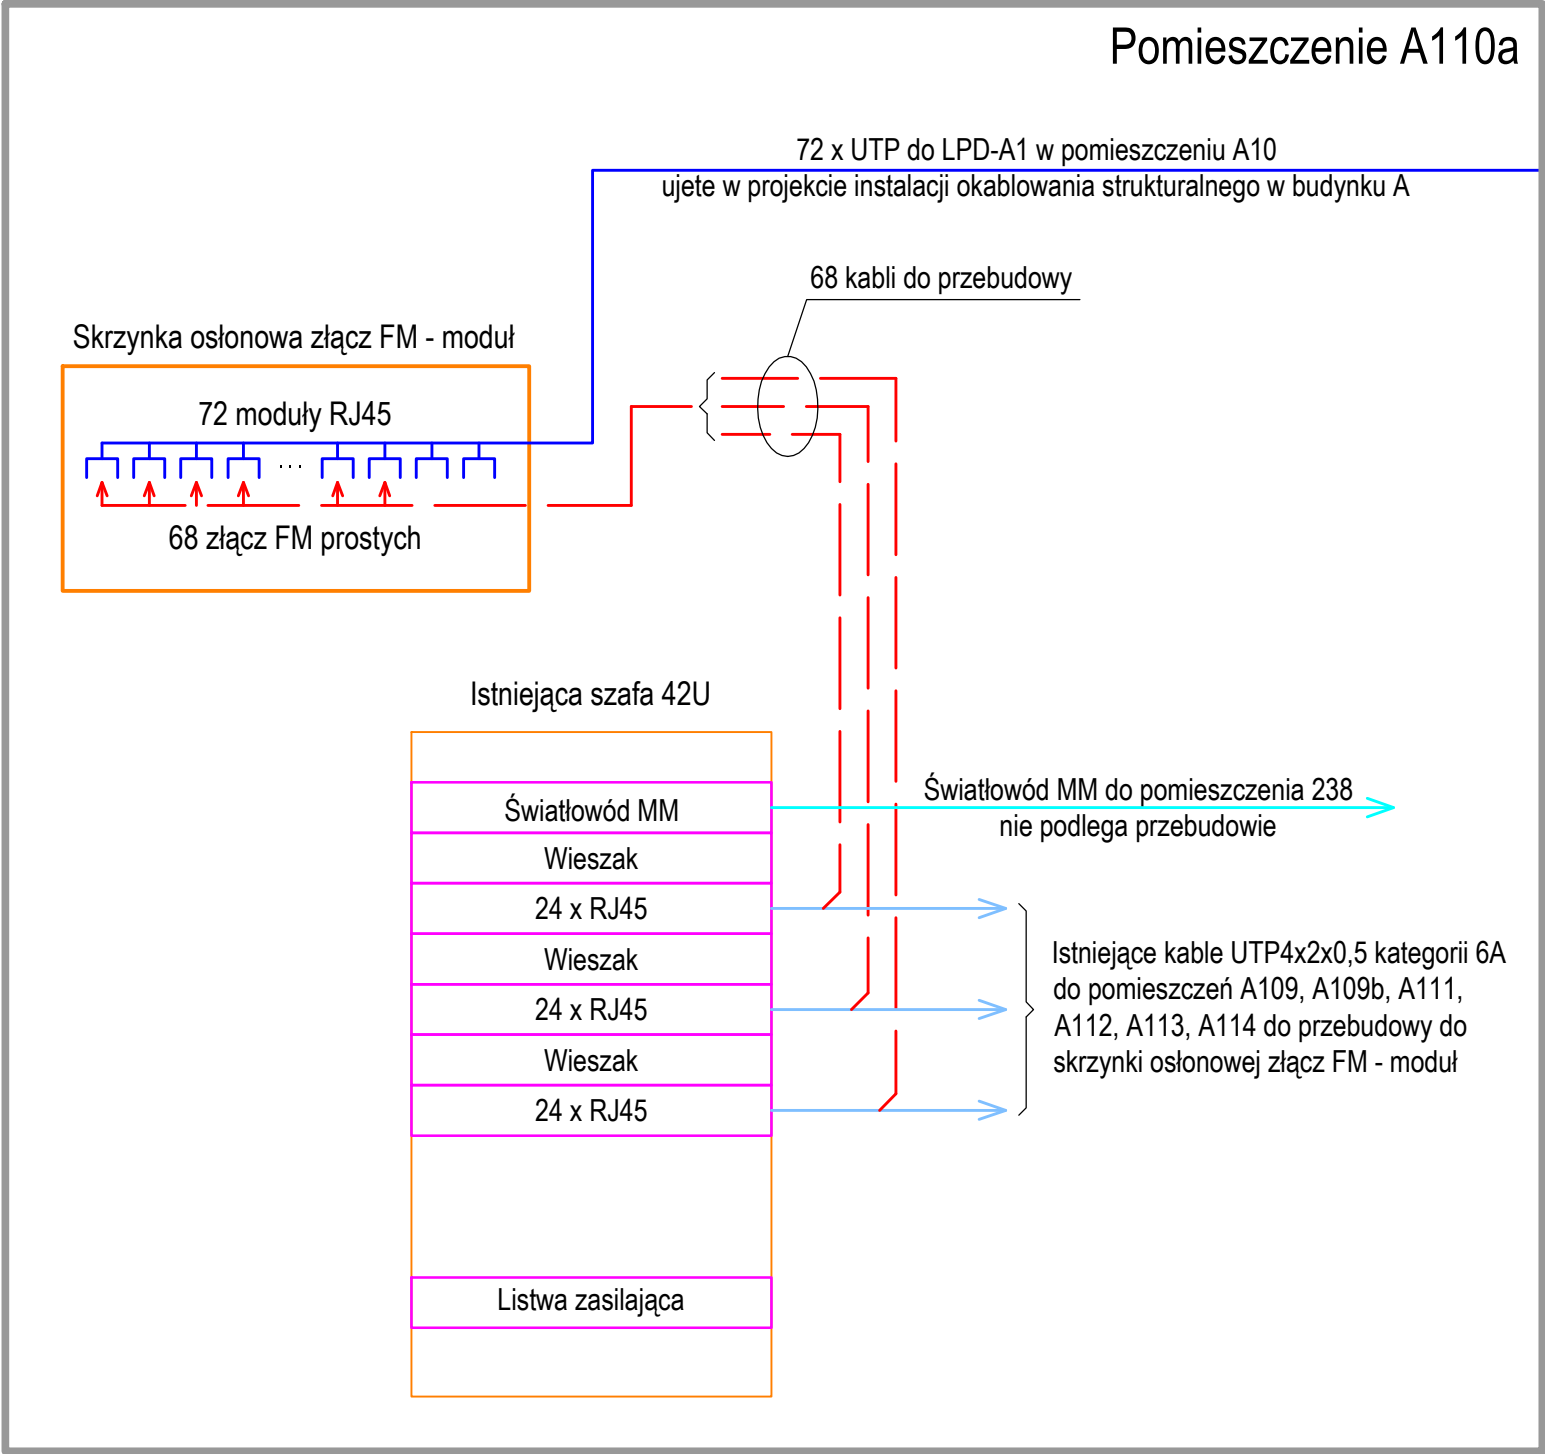 Pomieszczenie A110a
72 x UTP do LPD-A1 w pomieszczeniu A10
ujete w projekcie instalacji okablowania strukturalnego w budynku A
68 kabli do przebudowy
Skrzynka osłonowa złącz FM - moduł
72 moduły RJ45
...
68 złącz FM prostych
Istniejąca szafa 42U
Światłowód MM
Wieszak
24 x RJ45
Wieszak
24 x RJ45
Wieszak
24 x RJ45
Listwa zasilająca
Światłowód MM do pomieszczenia 238
nie podlega przebudowie
Istniejące kable UTP4x2x0,5 kategorii 6A
do pomieszczeń A109, A109b, A111,
A112, A113, A114 do przebudowy do
skrzynki osłonowej złącz FM - moduł